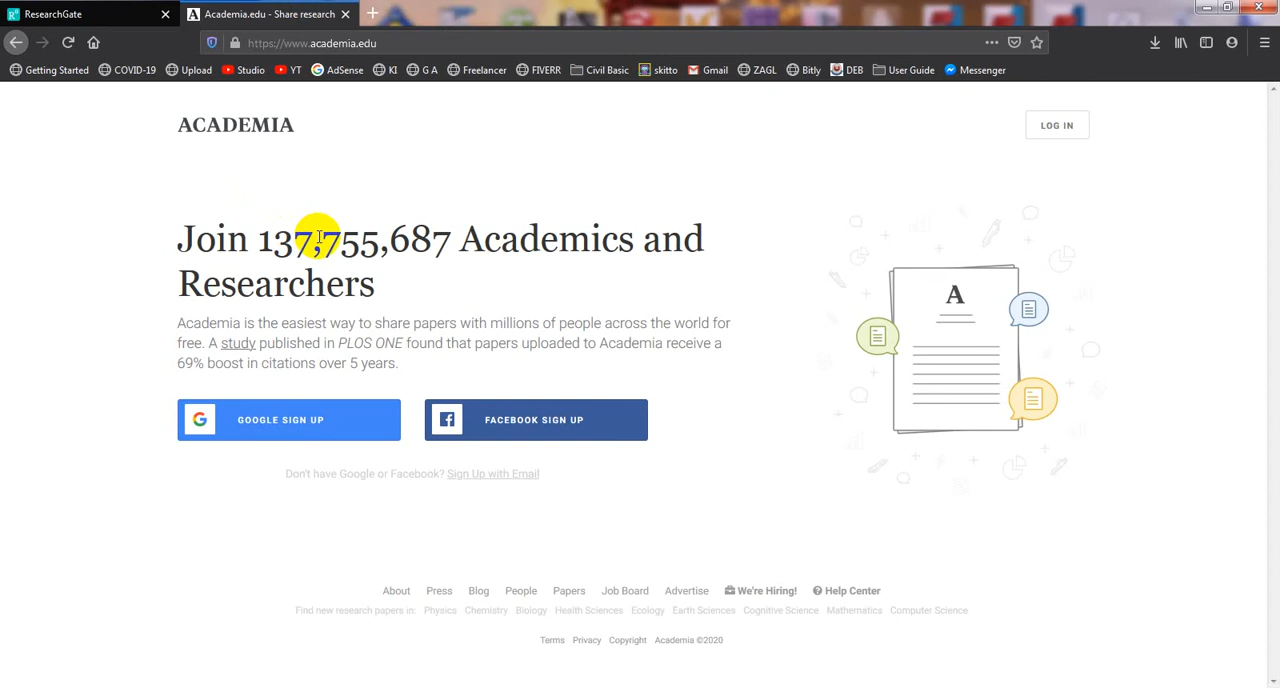 ResearchGate
Academia.edu - Share research
https://www.academia.edu
Getting Started COVID-19 Upload Studio YT AdSense KI G A Freelancer FIVERR Civil Basic skitto Gmail ZAGL Bitly DEB User Guide Messenger
ACADEMIA
LOG IN
Join 137,755,687 Academics and
Researchers
Academia is the easiest way to share papers with millions of people across the world for
free. A study published in PLOS ONE found that papers uploaded to Academia receive a
69% boost in citations over 5 years.
A
GOOGLE SIGN UP
FACEBOOK SIGN UP
Don't have Google or Facebook? Sign Up with Email
About Press Blog People Papers Job Board Advertise We're Hiring! Help Center
Find new research papers in: Physics Chemistry Biology Health Sciences Ecology Earth Sciences Cognitive Science Mathematics Computer Science
Terms Privacy Copyright Academia ©2020